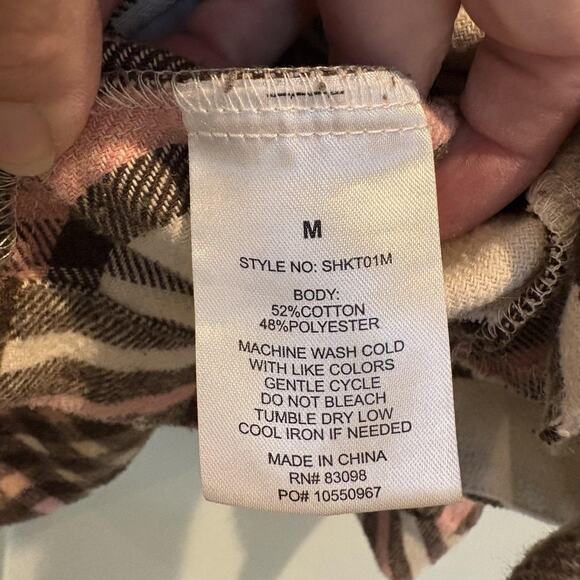 M
STYLE NO: SHKT01M
BODY:
52%COTTON
48%POLYESTER
MACHINE WASH COLD
WITH LIKE COLORS
GENTLE CYCLE
DO NOT BLEACH
TUMBLE DRY LOW
COOL IRON IF NEEDED
MADE IN CHINA
RN# 83098
PO# 10550967